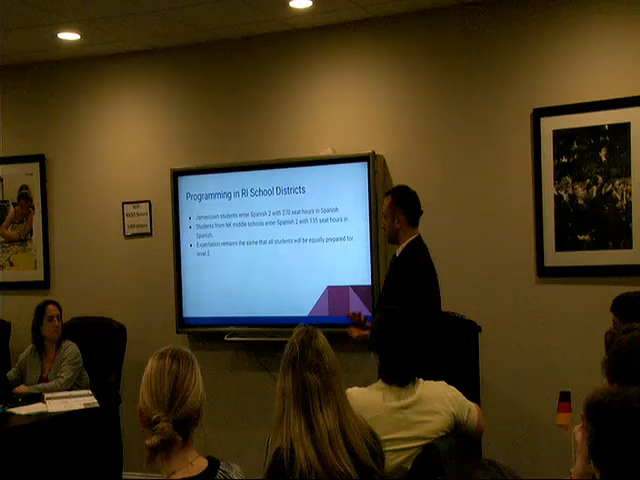 Programming in RI School Districts
● Jamestown students enter Spanish 2 with 270 seat hours in Spanish
● Students from NK middle schools enter Spanish 2 with 135 seat hours in
Spanish.
● Expectation remains the same that all students will be equally prepared for
level 2.